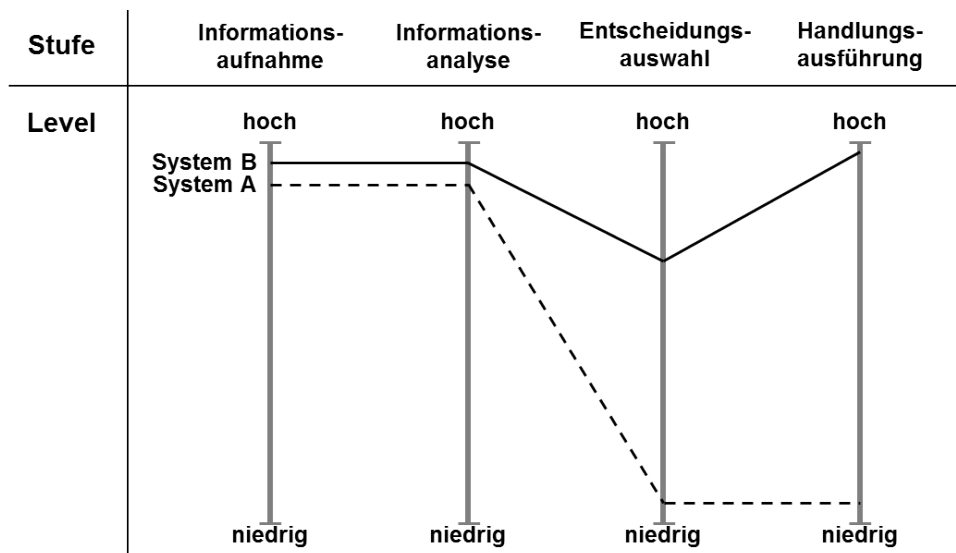 Stufe
Informations-
aufnahme
Informations-
analyse
Entscheidungs-
auswahl
Handlungs-
ausführung
Level
hoch
hoch
hoch
hoch
System B
System A
niedrig
niedrig
niedrig
niedrig